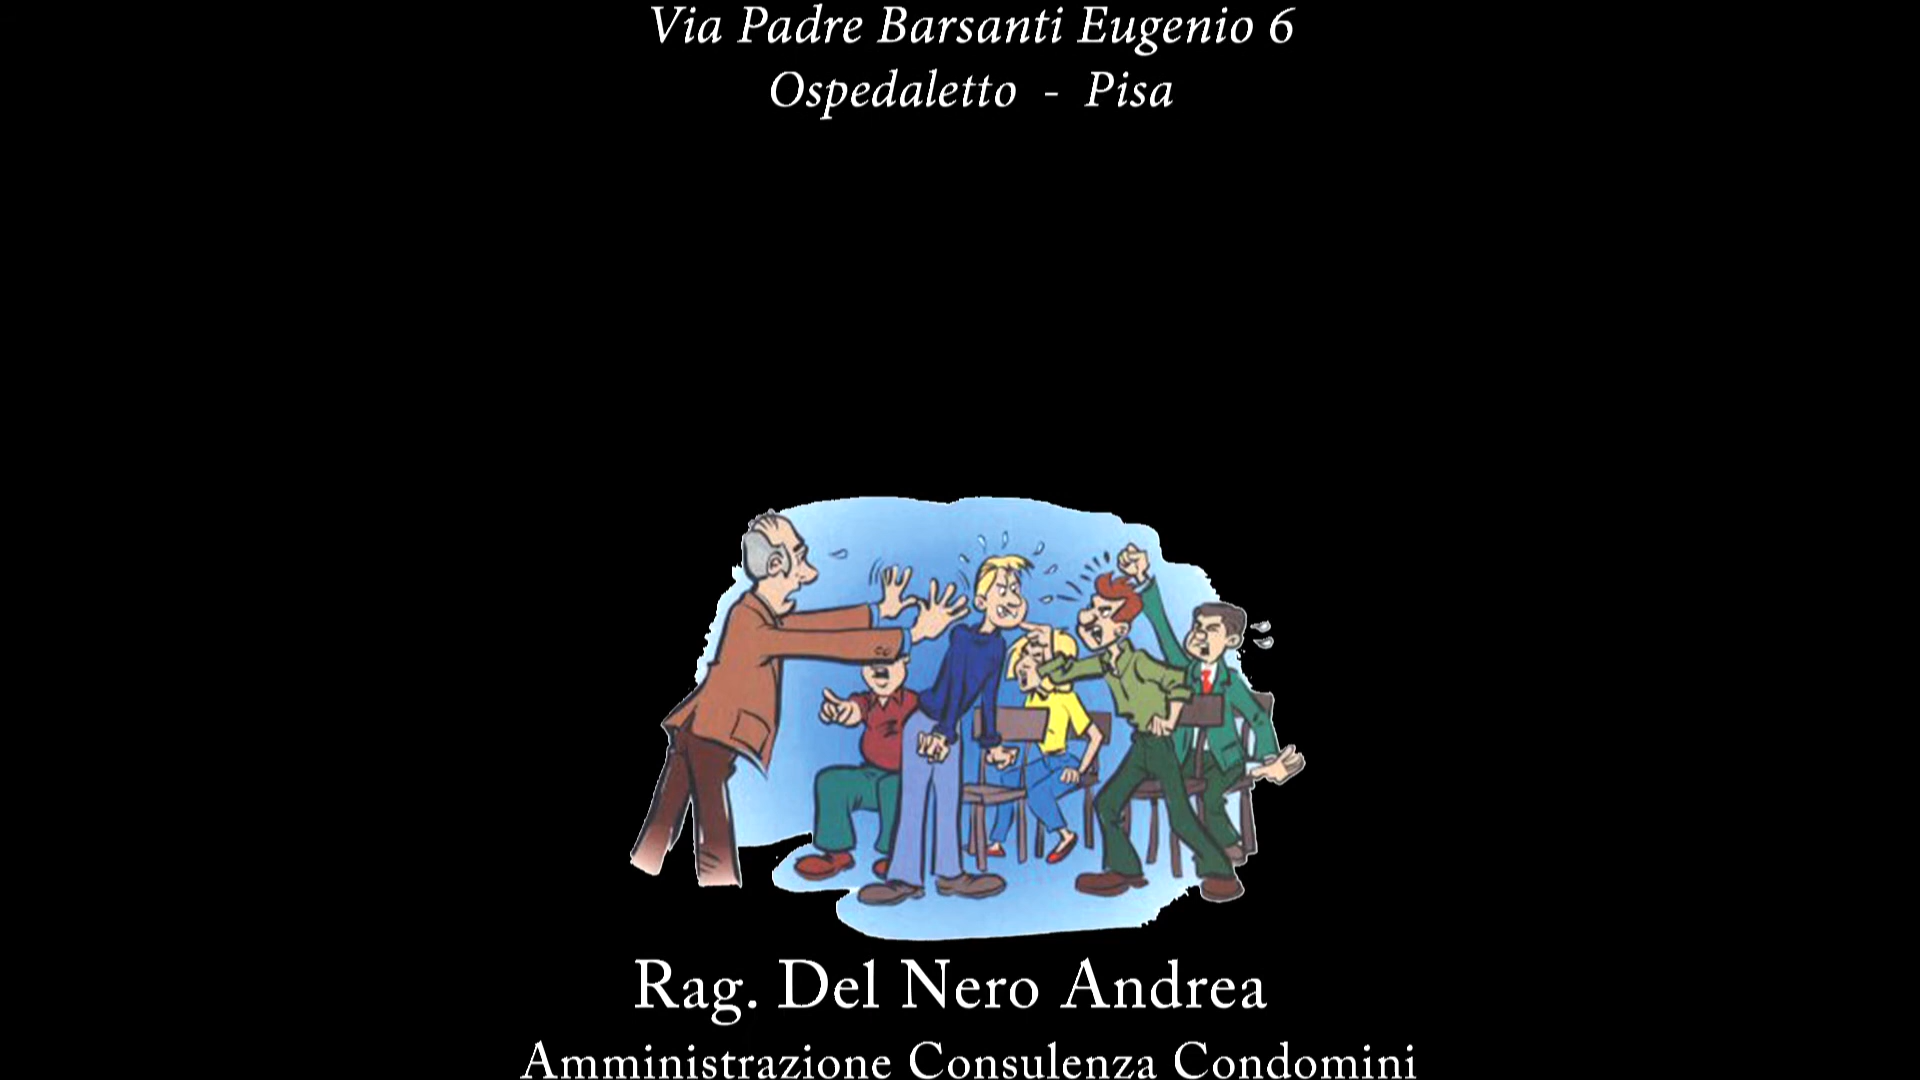 Via Padre Barsanti Eugenio 6
Ospedaletto - Pisa
Rag. Del Nero Andrea
Amministrazione Consulenza Condomini